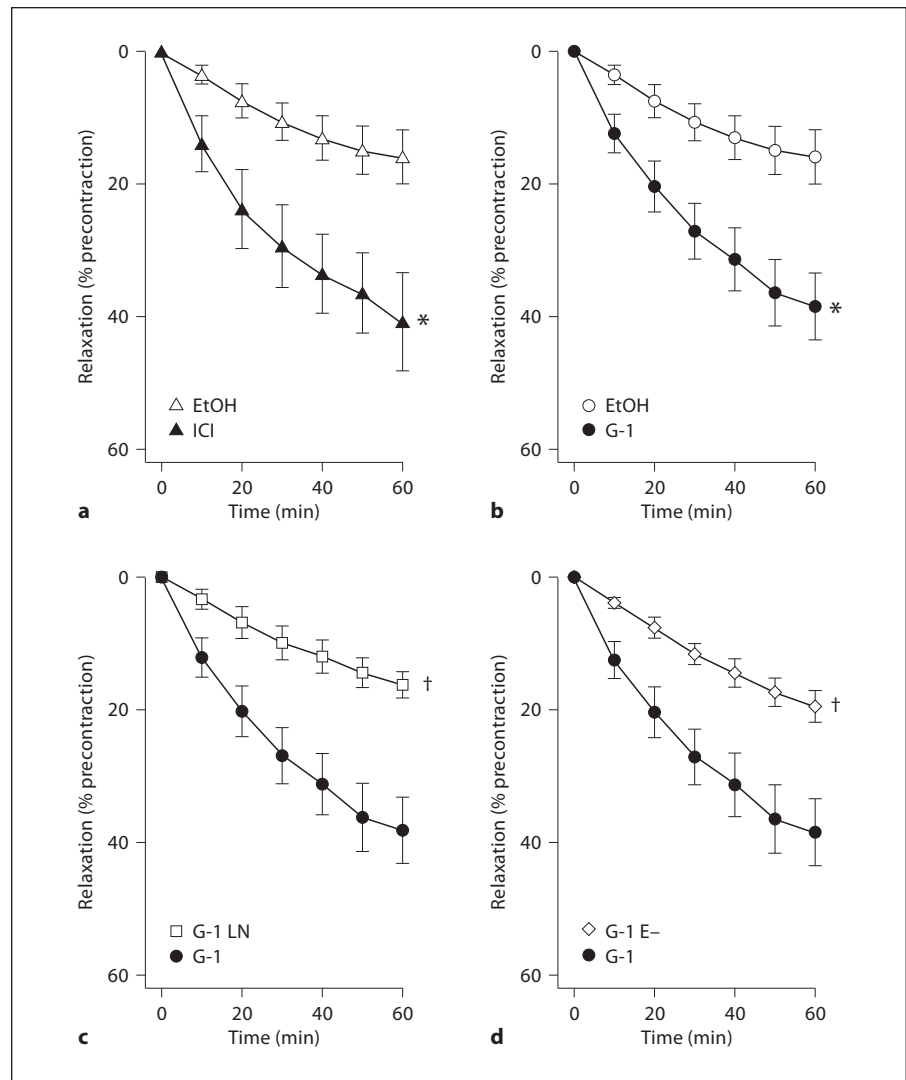 0
20
40
60
Relaxation (% precontraction)
EtOH
ICI
*
0 20 40 60
Time (min)
a
0
20
40
60
Relaxation (% precontraction)
EtOH
G-1
*
0 20 40 60
Time (min)
b
0
20
40
60
Relaxation (% precontraction)
G-1 LN
G-1
†
0 20 40 60
Time (min)
c
0
20
40
60
Relaxation (% precontraction)
G-1 E–
G-1
†
0 20 40 60
Time (min)
d